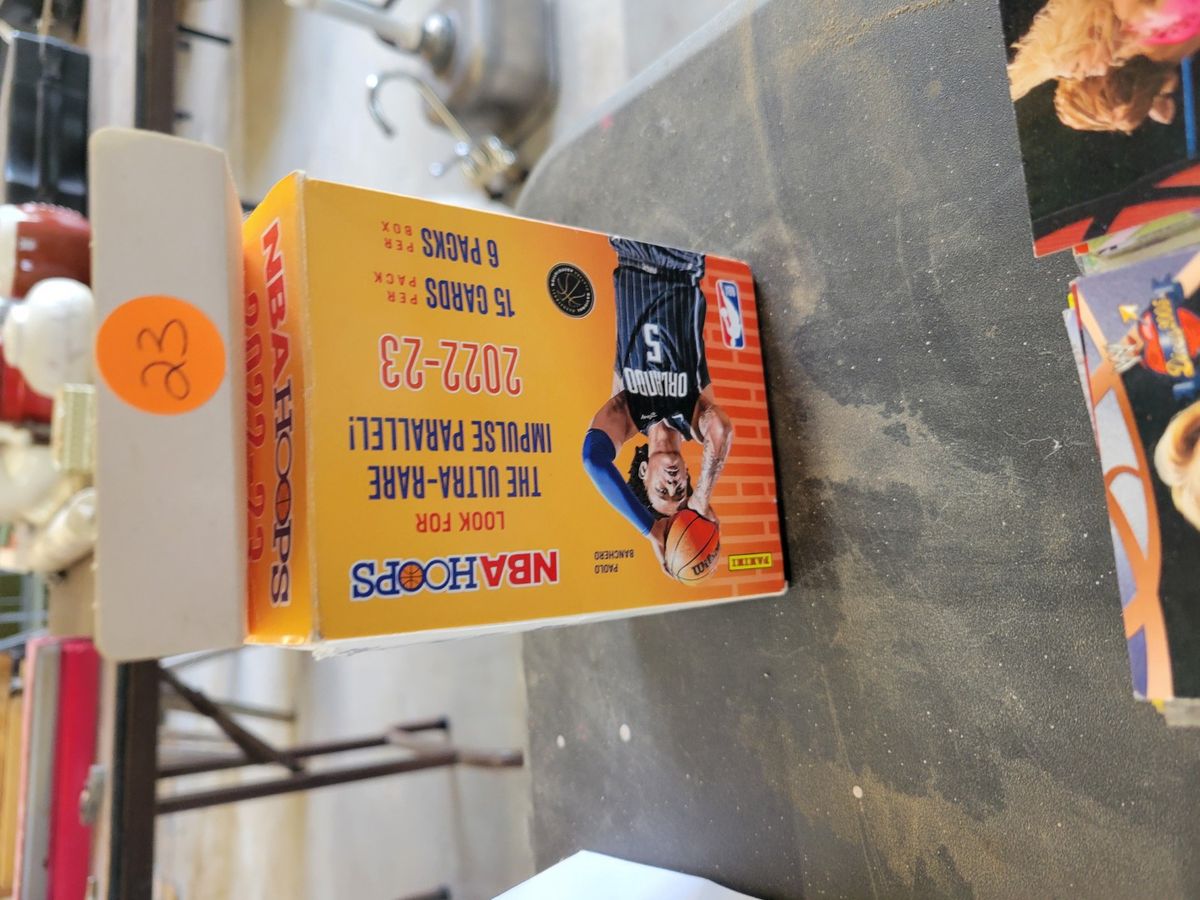 23
NBA HOOPS
2022-23
NBA HOOPS
LOOK FOR
THE ULTRA-RARE
IMPULSE PARALLEL!
2022-23
15 CARDS
PER
PACK
6 PACKS
PER
BOX
PAOLO
BANCHERO
PANINI
ORLANDO
5
Wilson